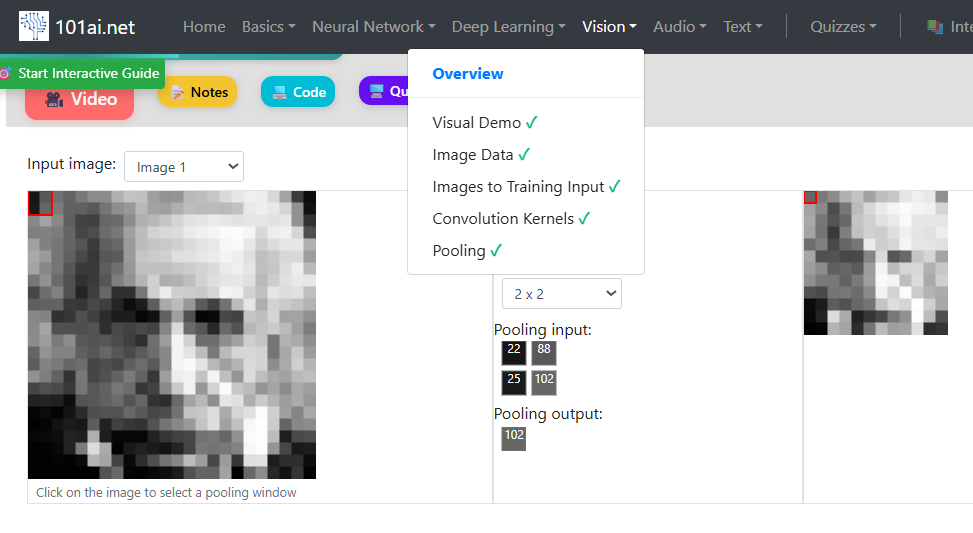 101ai.net Home Basics Neural Network Deep Learning Vision Audio Text Quizzes
Overview
Start Interactive Guide
Video Notes Code
Visual Demo ✓
Image Data ✓
Images to Training Input ✓
Convolution Kernels ✓
Pooling ✓
Input image: Image 1
2 x 2
Pooling input:
22 88
25 102
Pooling output:
102
Click on the image to select a pooling window